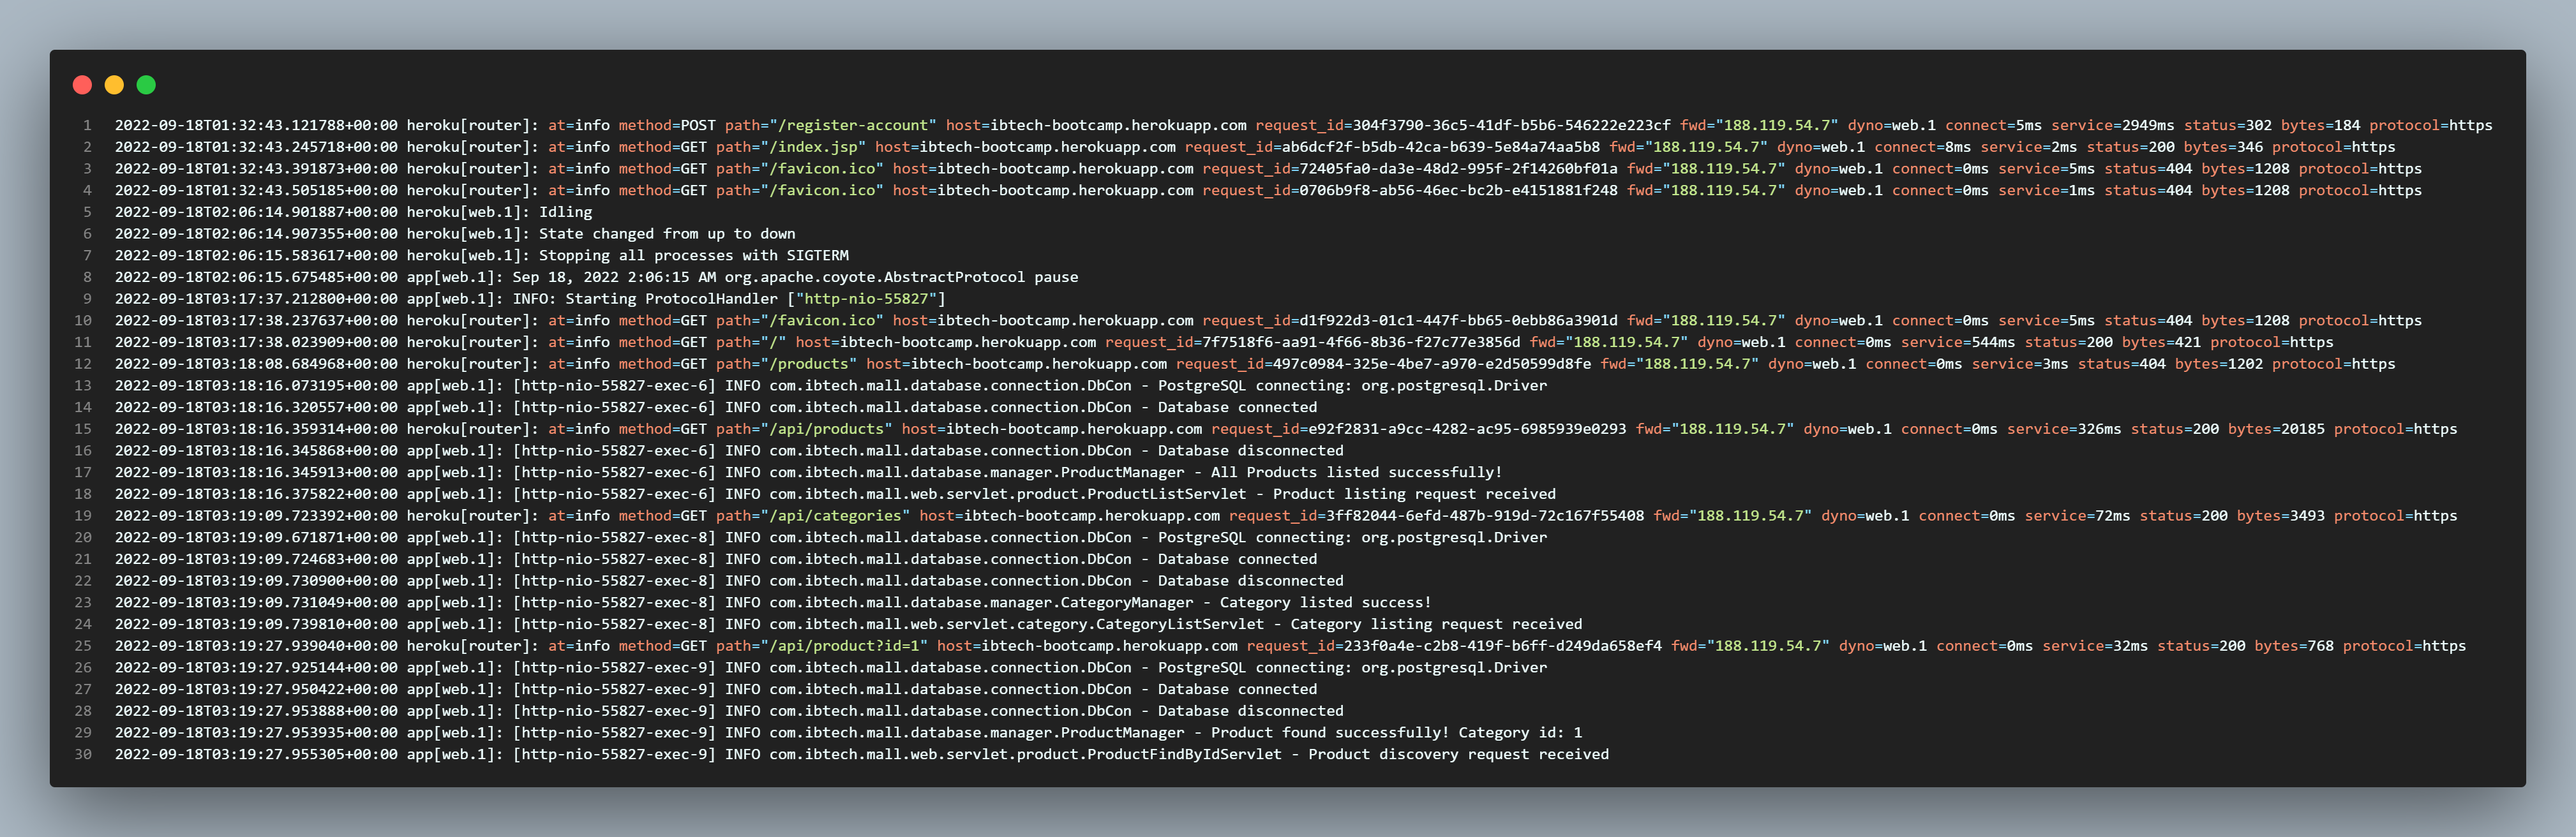 1 2022-09-18T01:32:43.121788+00:00 heroku[router]: at=info method=POST path="/register-account" host=ibtech-bootcamp.herokuapp.com request_id=304f3790-36c5-41df-b5b6-546222e223cf fwd="188.119.54.7" dyno=web.1 connect=5ms service=2949ms status=302 bytes=184 protocol=https
2 2022-09-18T01:32:43.245718+00:00 heroku[router]: at=info method=GET path="/index.jsp" host=ibtech-bootcamp.herokuapp.com request_id=ab6dcf2f-b5db-42ca-b639-5e84a74aa5b8 fwd="188.119.54.7" dyno=web.1 connect=8ms service=2ms status=200 bytes=346 protocol=https
3 2022-09-18T01:32:43.391873+00:00 heroku[router]: at=info method=GET path="/favicon.ico" host=ibtech-bootcamp.herokuapp.com request_id=72405fa0-da3e-48d2-995f-2f14260bf01a fwd="188.119.54.7" dyno=web.1 connect=0ms service=5ms status=404 bytes=1208 protocol=https
4 2022-09-18T01:32:43.505185+00:00 heroku[router]: at=info method=GET path="/favicon.ico" host=ibtech-bootcamp.herokuapp.com request_id=0706b9f8-ab56-46ec-bc2b-e4151881f248 fwd="188.119.54.7" dyno=web.1 connect=0ms service=1ms status=404 bytes=1208 protocol=https
5 2022-09-18T02:06:14.901887+00:00 heroku[web.1]: Idling
6 2022-09-18T02:06:14.907355+00:00 heroku[web.1]: State changed from up to down
7 2022-09-18T02:06:15.583617+00:00 heroku[web.1]: Stopping all processes with SIGTERM
8 2022-09-18T02:06:15.675485+00:00 app[web.1]: Sep 18, 2022 2:06:15 AM org.apache.coyote.AbstractProtocol pause
9 2022-09-18T03:17:37.212800+00:00 app[web.1]: INFO: Starting ProtocolHandler ["http-nio-55827"]
10 2022-09-18T03:17:38.237637+00:00 heroku[router]: at=info method=GET path="/favicon.ico" host=ibtech-bootcamp.herokuapp.com request_id=d1f922d3-01c1-447f-bb65-0ebb86a3901d fwd="188.119.54.7" dyno=web.1 connect=0ms service=5ms status=404 bytes=1208 protocol=https
11 2022-09-18T03:17:38.023909+00:00 heroku[router]: at=info method=GET path="/" host=ibtech-bootcamp.herokuapp.com request_id=7f7518f6-aa91-4f66-8b36-f27c77e3856d fwd="188.119.54.7" dyno=web.1 connect=0ms service=544ms status=200 bytes=421 protocol=https
12 2022-09-18T03:18:08.684968+00:00 heroku[router]: at=info method=GET path="/products" host=ibtech-bootcamp.herokuapp.com request_id=497c0984-325e-4be7-a970-e2d50599d8fe fwd="188.119.54.7" dyno=web.1 connect=0ms service=3ms status=404 bytes=1202 protocol=https
13 2022-09-18T03:18:16.073195+00:00 app[web.1]: [http-nio-55827-exec-6] INFO com.ibtech.mall.database.connection.DbCon - PostgreSQL connecting: org.postgresql.Driver
14 2022-09-18T03:18:16.320557+00:00 app[web.1]: [http-nio-55827-exec-6] INFO com.ibtech.mall.database.connection.DbCon - Database connected
15 2022-09-18T03:18:16.359314+00:00 heroku[router]: at=info method=GET path="/api/products" host=ibtech-bootcamp.herokuapp.com request_id=e92f2831-a9cc-4282-ac95-6985939e0293 fwd="188.119.54.7" dyno=web.1 connect=0ms service=326ms status=200 bytes=20185 protocol=https
16 2022-09-18T03:18:16.345868+00:00 app[web.1]: [http-nio-55827-exec-6] INFO com.ibtech.mall.database.connection.DbCon - Database disconnected
17 2022-09-18T03:18:16.345913+00:00 app[web.1]: [http-nio-55827-exec-6] INFO com.ibtech.mall.database.manager.ProductManager - All Products listed successfully!
18 2022-09-18T03:18:16.375822+00:00 app[web.1]: [http-nio-55827-exec-6] INFO com.ibtech.mall.web.servlet.product.ProductListServlet - Product listing request received
19 2022-09-18T03:19:09.723392+00:00 heroku[router]: at=info method=GET path="/api/categories" host=ibtech-bootcamp.herokuapp.com request_id=3ff82044-6efd-487b-919d-72c167f55408 fwd="188.119.54.7" dyno=web.1 connect=0ms service=72ms status=200 bytes=3493 protocol=https
20 2022-09-18T03:19:09.671871+00:00 app[web.1]: [http-nio-55827-exec-8] INFO com.ibtech.mall.database.connection.DbCon - PostgreSQL connecting: org.postgresql.Driver
21 2022-09-18T03:19:09.724683+00:00 app[web.1]: [http-nio-55827-exec-8] INFO com.ibtech.mall.database.connection.DbCon - Database connected
22 2022-09-18T03:19:09.730900+00:00 app[web.1]: [http-nio-55827-exec-8] INFO com.ibtech.mall.database.connection.DbCon - Database disconnected
23 2022-09-18T03:19:09.731049+00:00 app[web.1]: [http-nio-55827-exec-8] INFO com.ibtech.mall.database.manager.CategoryManager - Category listed success!
24 2022-09-18T03:19:09.739810+00:00 app[web.1]: [http-nio-55827-exec-8] INFO com.ibtech.mall.web.servlet.category.CategoryListServlet - Category listing request received
25 2022-09-18T03:19:27.939040+00:00 heroku[router]: at=info method=GET path="/api/product?id=1" host=ibtech-bootcamp.herokuapp.com request_id=233f0a4e-c2b8-419f-b6ff-d249da658ef4 fwd="188.119.54.7" dyno=web.1 connect=0ms service=32ms status=200 bytes=768 protocol=https
26 2022-09-18T03:19:27.925144+00:00 app[web.1]: [http-nio-55827-exec-9] INFO com.ibtech.mall.database.connection.DbCon - PostgreSQL connecting: org.postgresql.Driver
27 2022-09-18T03:19:27.950422+00:00 app[web.1]: [http-nio-55827-exec-9] INFO com.ibtech.mall.database.connection.DbCon - Database connected
28 2022-09-18T03:19:27.953888+00:00 app[web.1]: [http-nio-55827-exec-9] INFO com.ibtech.mall.database.connection.DbCon - Database disconnected
29 2022-09-18T03:19:27.953935+00:00 app[web.1]: [http-nio-55827-exec-9] INFO com.ibtech.mall.database.manager.ProductManager - Product found successfully! Category id: 1
30 2022-09-18T03:19:27.955305+00:00 app[web.1]: [http-nio-55827-exec-9] INFO com.ibtech.mall.web.servlet.product.ProductFindByIdServlet - Product discovery request received